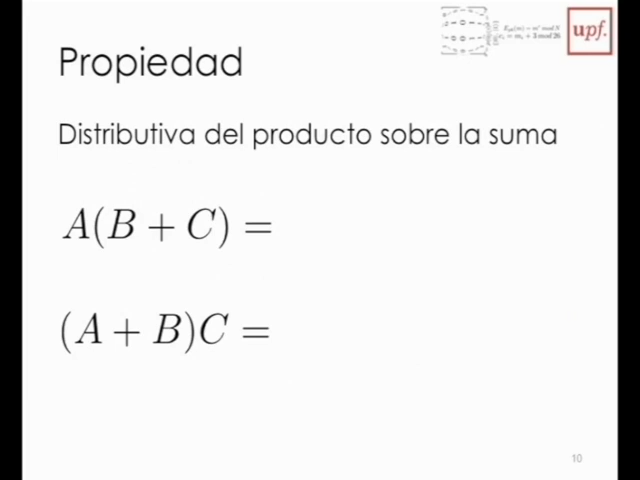 upf.
Propiedad
Distributiva del producto sobre la suma
A(B + C) =
(A + B)C =
10